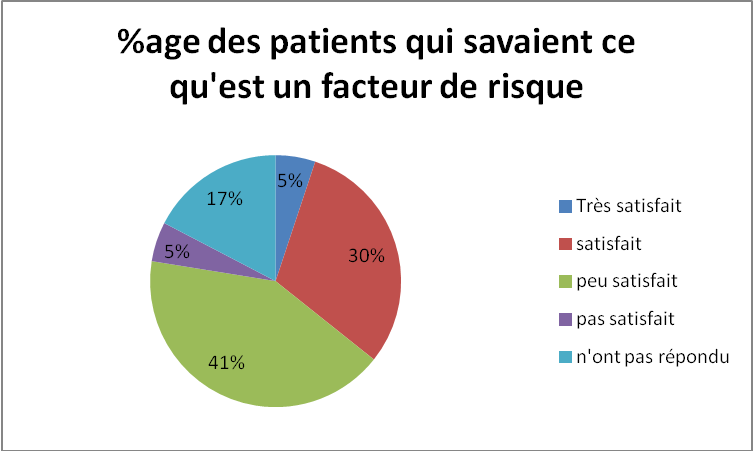 %age des patients qui savaient ce
qu'est un facteur de risque
5%
30%
41%
5%
17%
Très satisfait
satisfait
peu satisfait
pas satisfait
n'ont pas répondu